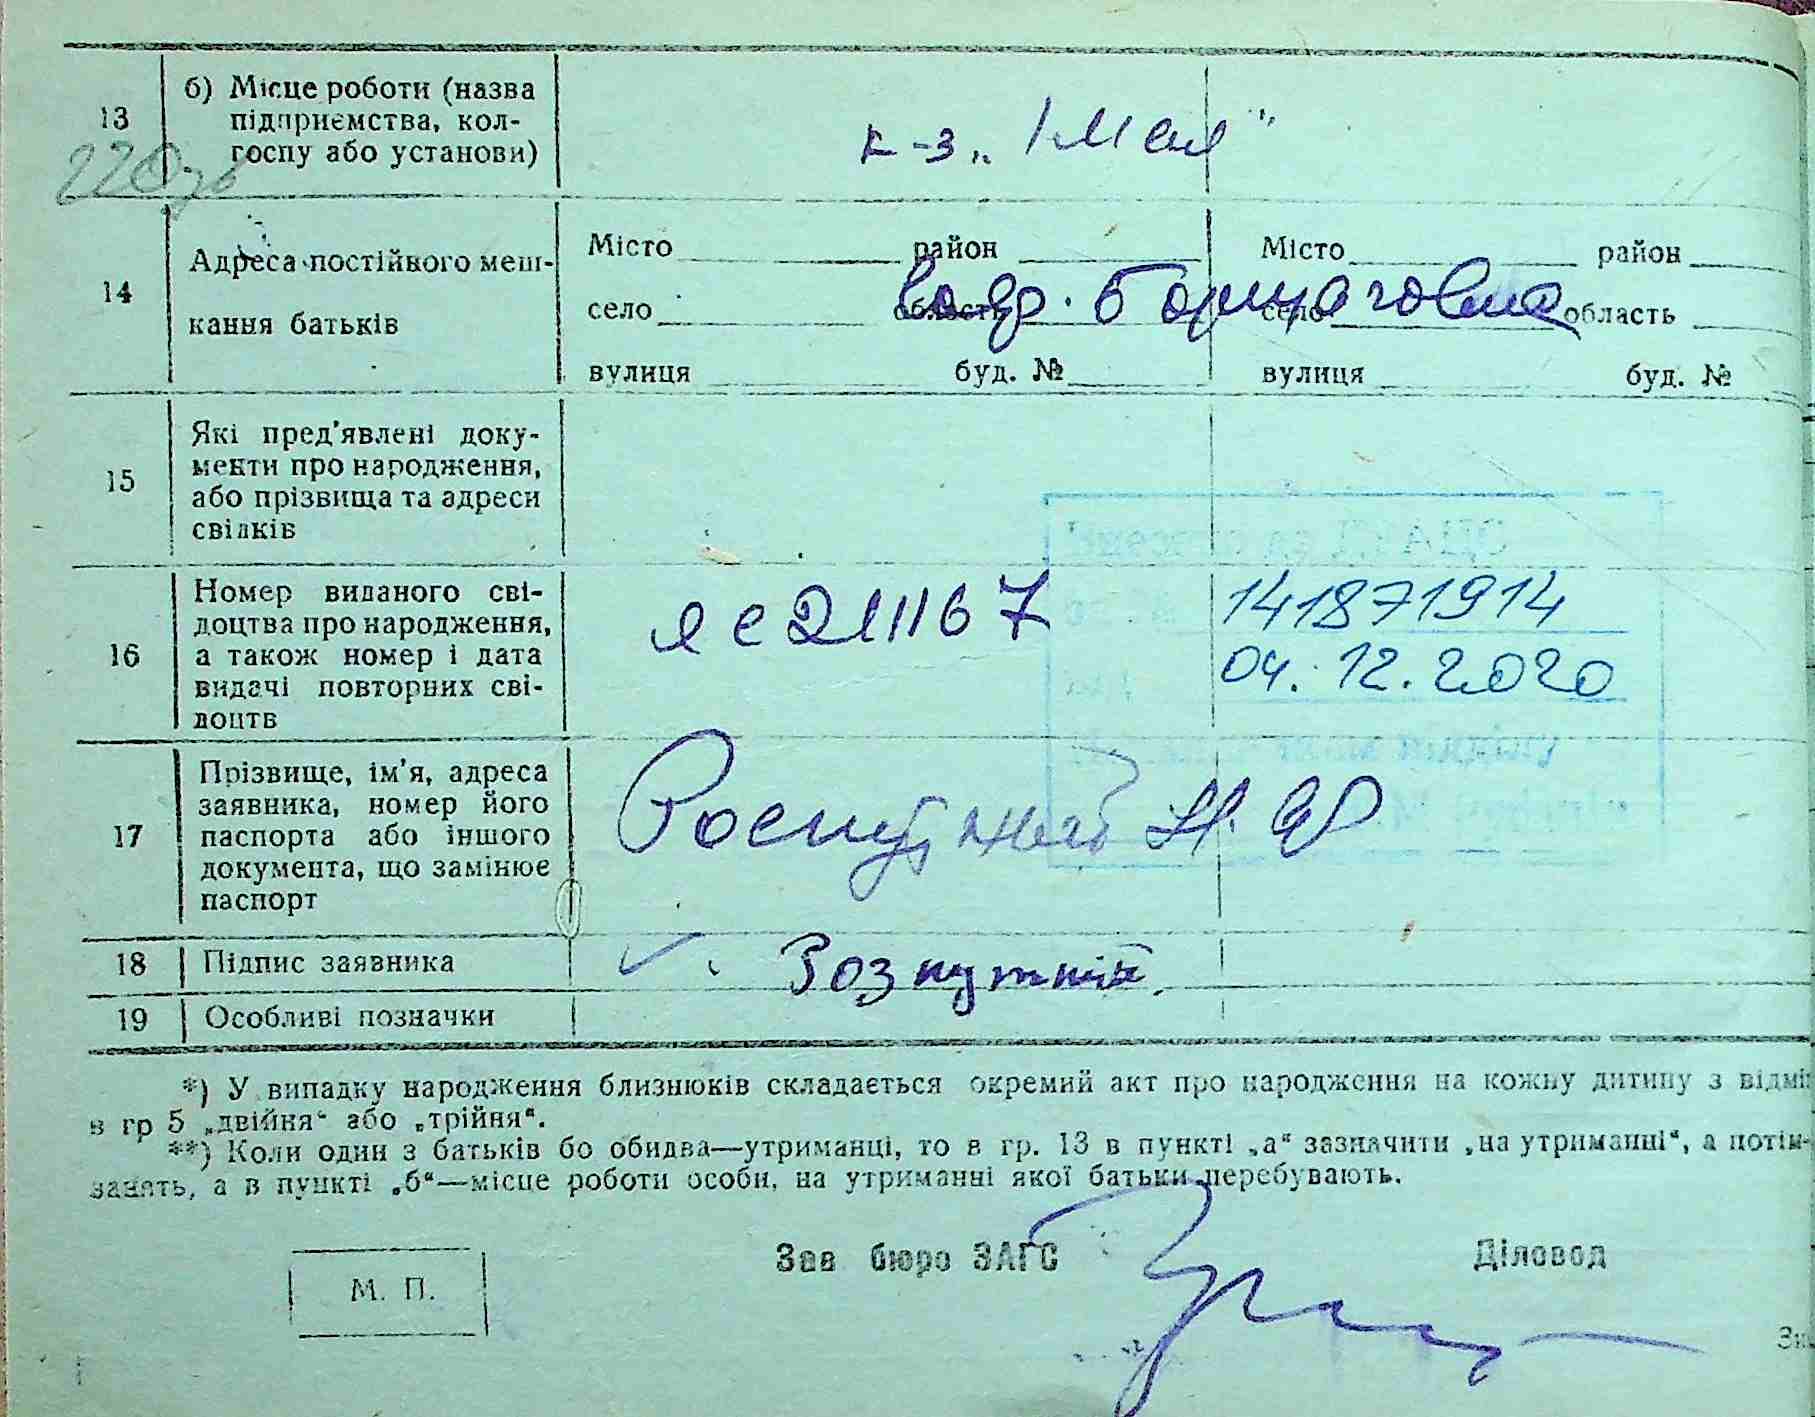 13 б) Місце роботи (назва
підприємства, кол-
госпу або установи)
к-з „1 Мая"
14 Адреса постійного меш-
кання батьків
Місто район Місто район
село область село область
Борщаговка
вулиця буд. № вулиця буд. №
15 Які пред'явлені доку-
менти про народження,
або прізвища та адреси
свідків
16 Номер виданого сві-
доцтва про народження,
а також номер і дата
видачі повторних сві-
доцтв
141871914
04.12.2020
17 Прізвище, ім'я, адреса
заявника, номер його
паспорта або іншого
документа, що замінює
паспорт
18 Підпис заявника
Розпутній
19 Особливі позначки
*) У випадку народження близнюків складається окремий акт про народження на кожну дитину з відмі
в гр 5 „двійня“ або „трійня“.
**) Коли один з батьків бо обидва—утриманці, то в гр. 13 в пункті „а“ зазначити „на утриманні“, а потім-
занять, а в пункті „б“—місце роботи особи, на утриманні якої батьки перебувають.
Зав бюро ЗАГС Діловод
М. П.